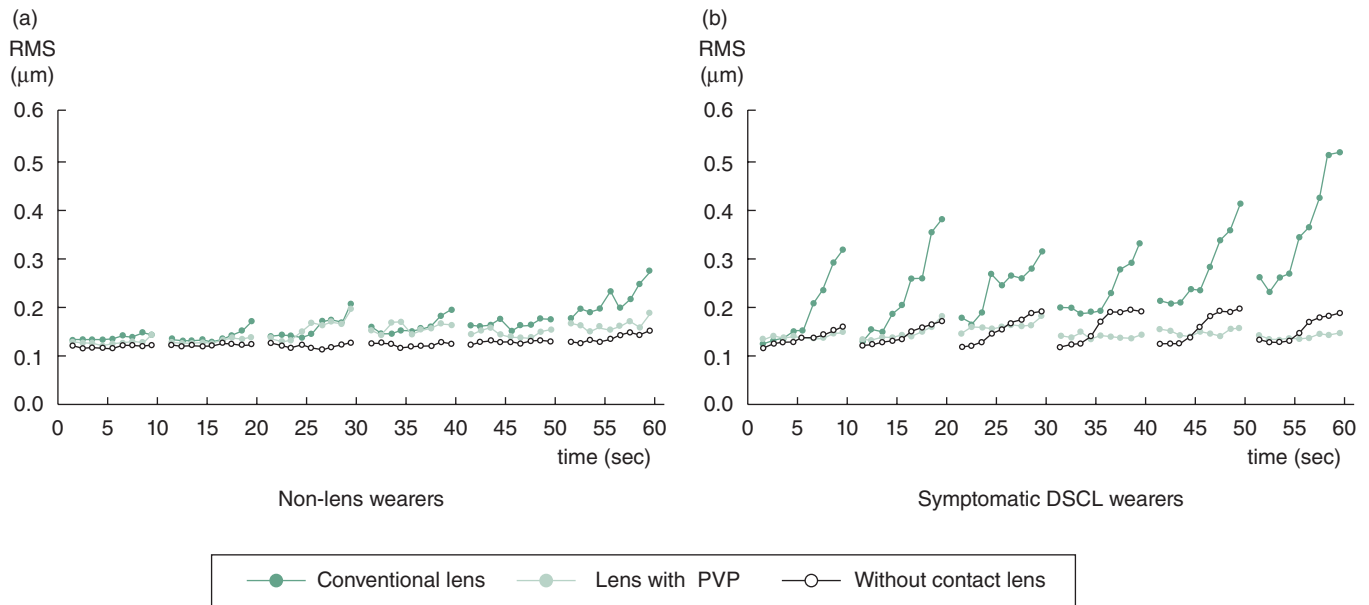 (a)
RMS
(μm)
0.6
0.5
0.4
0.3
0.2
0.1
0.0
0 5 10 15 20 25 30 35 40 45 50 55 60
time (sec)
Non-lens wearers
(b)
RMS
(μm)
0.6
0.5
0.4
0.3
0.2
0.1
0.0
0 5 10 15 20 25 30 35 40 45 50 55 60
time (sec)
Symptomatic DSCL wearers
Conventional lens Lens with PVP Without contact lens